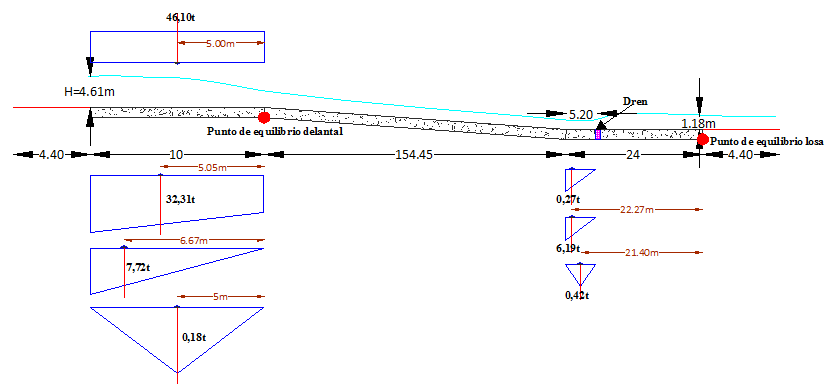 46,10t
5.00m
H=4.61m
5.20
Dren
1.18m
Punto de equilibrio delantal
Punto de equilibrio losa
4.40
10
154.45
24
4.40
5.05m
32,31t
0,27t
22.27m
6.67m
7,72t
6,19t
21.40m
5m
0,42t
0,18t